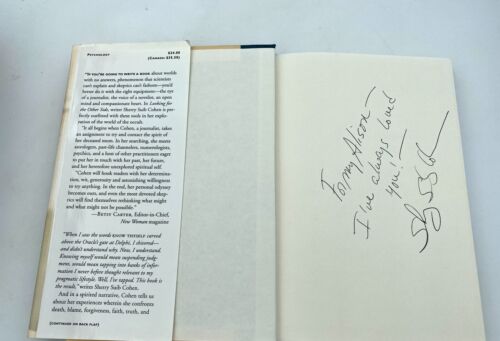 PSYCHOLOGY $24.00
(CANADA: $33.50)
"IF YOU'RE GOING TO WRITE A BOOK about worlds
with no answers, phenomenon that scientists
can't explain and skeptics can't fathom—you'd
better do it with the right equipment—the eye
of a journalist, the voice of a novelist, an open
mind and compassionate heart. In Looking for
the Other Side, writer Sherry Suib Cohen is per-
fectly outfitted with these tools in her explo-
ration of the world of the occult.
"It all begins when Cohen, a journalist, takes
an assignment to try and contact the spirit of
her deceased mom. In her searching, she meets
astrologers, past-life channelers, numerologists,
psychics, and a host of other practitioners eager
to put her in touch with her past, her future,
and her heretofore unexplored spiritual self.
"Cohen will hook readers with her determina-
tion, wit, generosity and astonishing willingness
to try anything. In the end, her personal odyssey
becomes ours, and even the most devoted skep-
tics will find themselves rethinking what might
and what might not be possible."
—BETSY CARTER, Editor-in-Chief,
New Woman magazine
"When I saw the words KNOW THYSELF carved
above the Oracle's gate at Delphi, I shivered—
and didn't understand why. Now, I understand.
Knowing myself would mean suspending judg-
ment, would mean tapping into banks of infor-
mation I never before thought relevant to my
pragmatic lifestyle. Well, I've tapped. This book is
the result," writes Sherry Suib Cohen.
And in a spirited narrative, Cohen tells us
about her experiences wherein she confronts
death, blame, forgiveness, faith, truth, and
[CONTINUED ON BACK FLAP]
For my Alison—
I've always loved
you!—